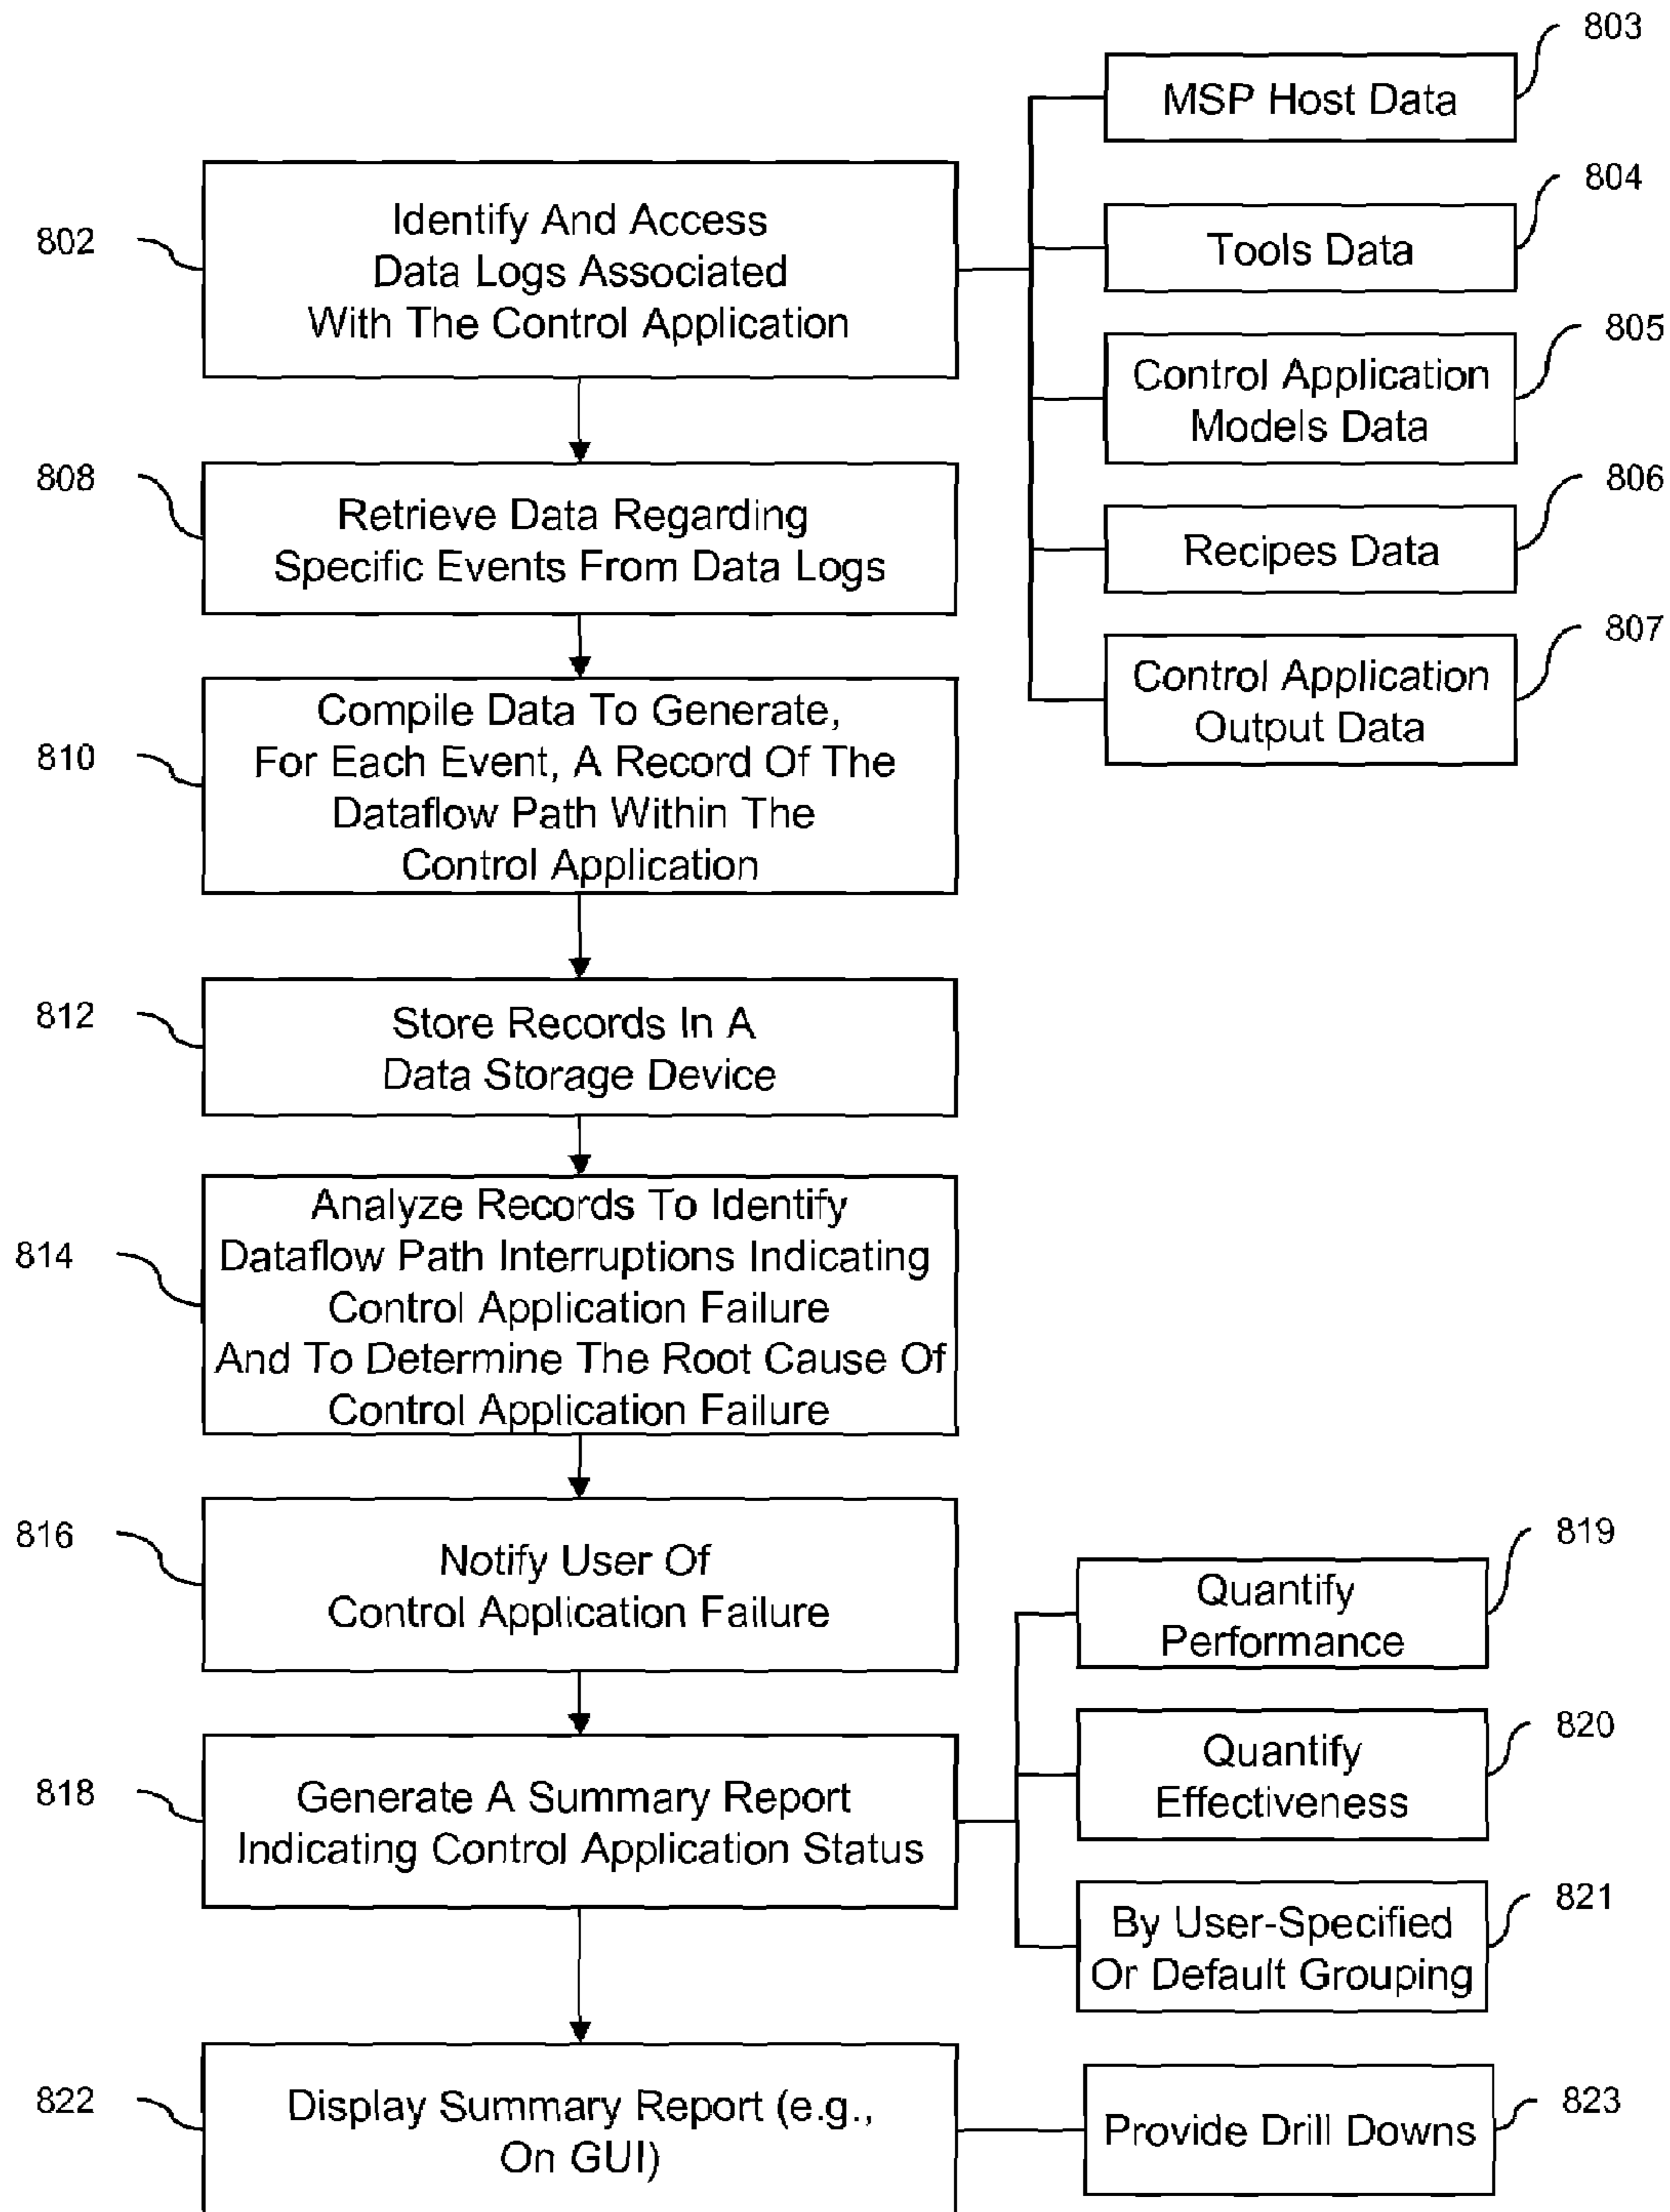 803
MSP Host Data
804
Tools Data
802
Identify And Access
Data Logs Associated
With The Control Application
805
Control Application
Models Data
806
Recipes Data
807
Control Application
Output Data
808
Retrieve Data Regarding
Specific Events From Data Logs
810
Compile Data To Generate,
For Each Event, A Record Of The
Dataflow Path Within The
Control Application
812
Store Records In A
Data Storage Device
814
Analyze Records To Identify
Dataflow Path Interruptions Indicating
Control Application Failure
And To Determine The Root Cause Of
Control Application Failure
816
Notify User Of
Control Application Failure
818
Generate A Summary Report
Indicating Control Application Status
819
Quantify
Performance
820
Quantify
Effectiveness
821
By User-Specified
Or Default Grouping
822
Display Summary Report (e.g.,
On GUI)
823
Provide Drill Downs